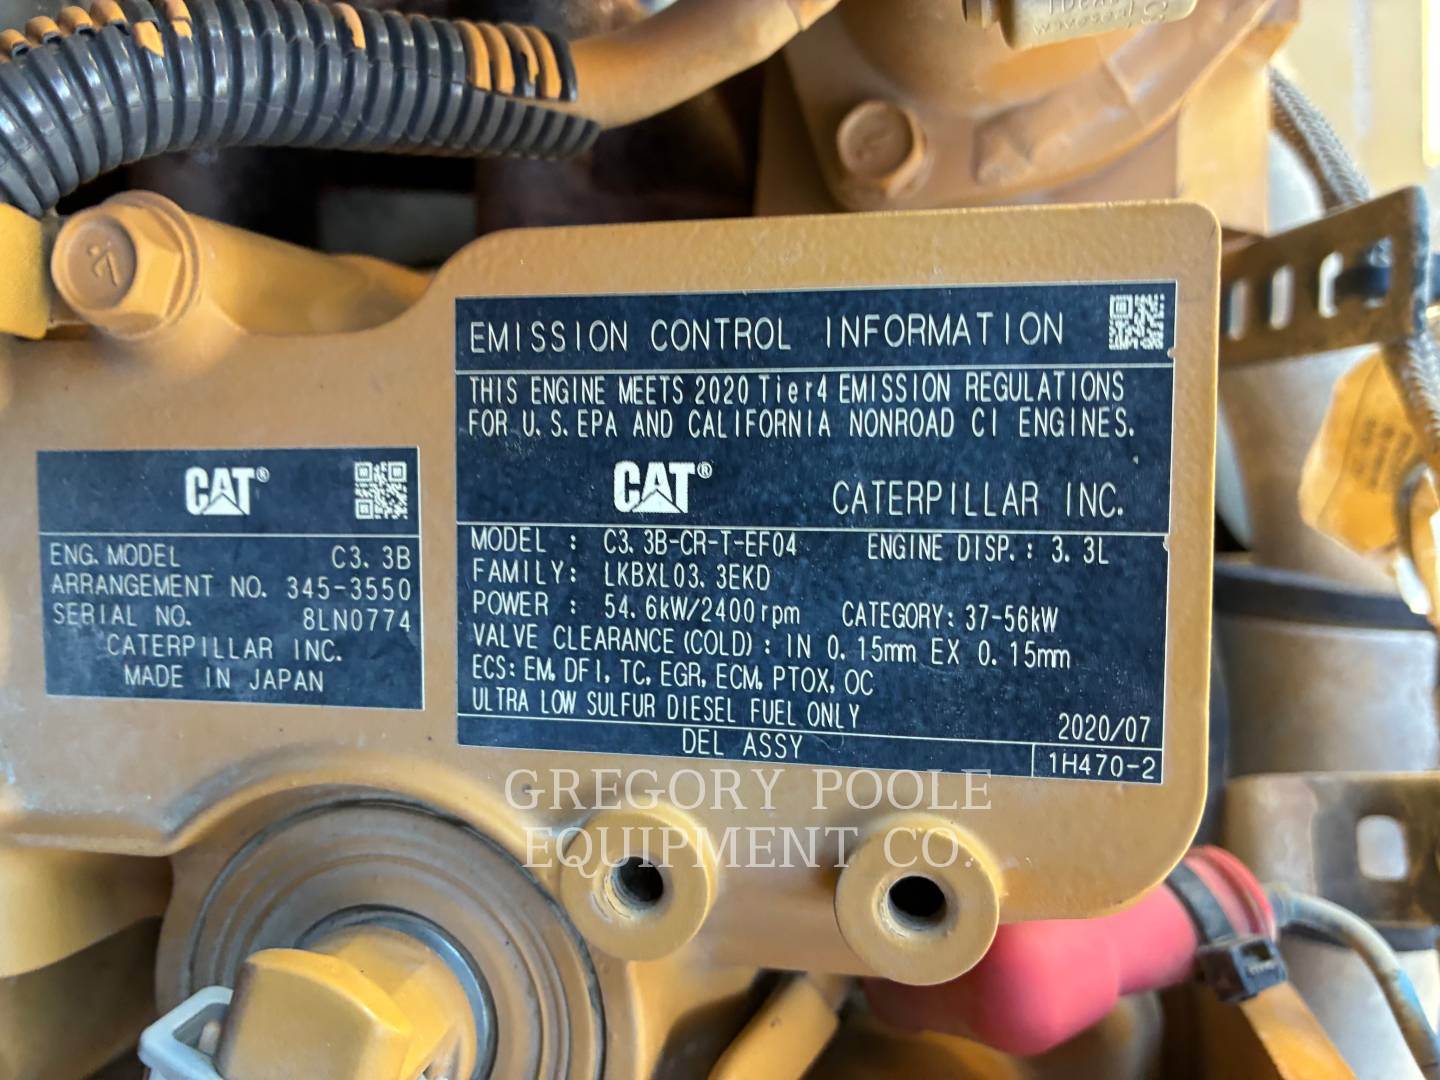 CAT®
ENG. MODEL C3.3B
ARRANGEMENT NO. 345-3550
SERIAL NO. 8LN0774
CATERPILLAR INC.
MADE IN JAPAN
EMISSION CONTROL INFORMATION
THIS ENGINE MEETS 2020 Tier4 EMISSION REGULATIONS
FOR U.S.EPA AND CALIFORNIA NONROAD CI ENGINES.
CAT® CATERPILLAR INC.
MODEL : C3.3B-CR-T-EF04 ENGINE DISP.: 3.3L
FAMILY: LKBXL03.3EKD
POWER : 54.6kW/2400rpm CATEGORY: 37-56kW
VALVE CLEARANCE(COLD): IN 0.15mm EX 0.15mm
ECS: EM, DFI, TC, EGR, ECM, PTOX, OC
ULTRA LOW SULFUR DIESEL FUEL ONLY 2020/07
DEL ASSY 1H470-2
GREGORY POOLE
EQUIPMENT CO.
7